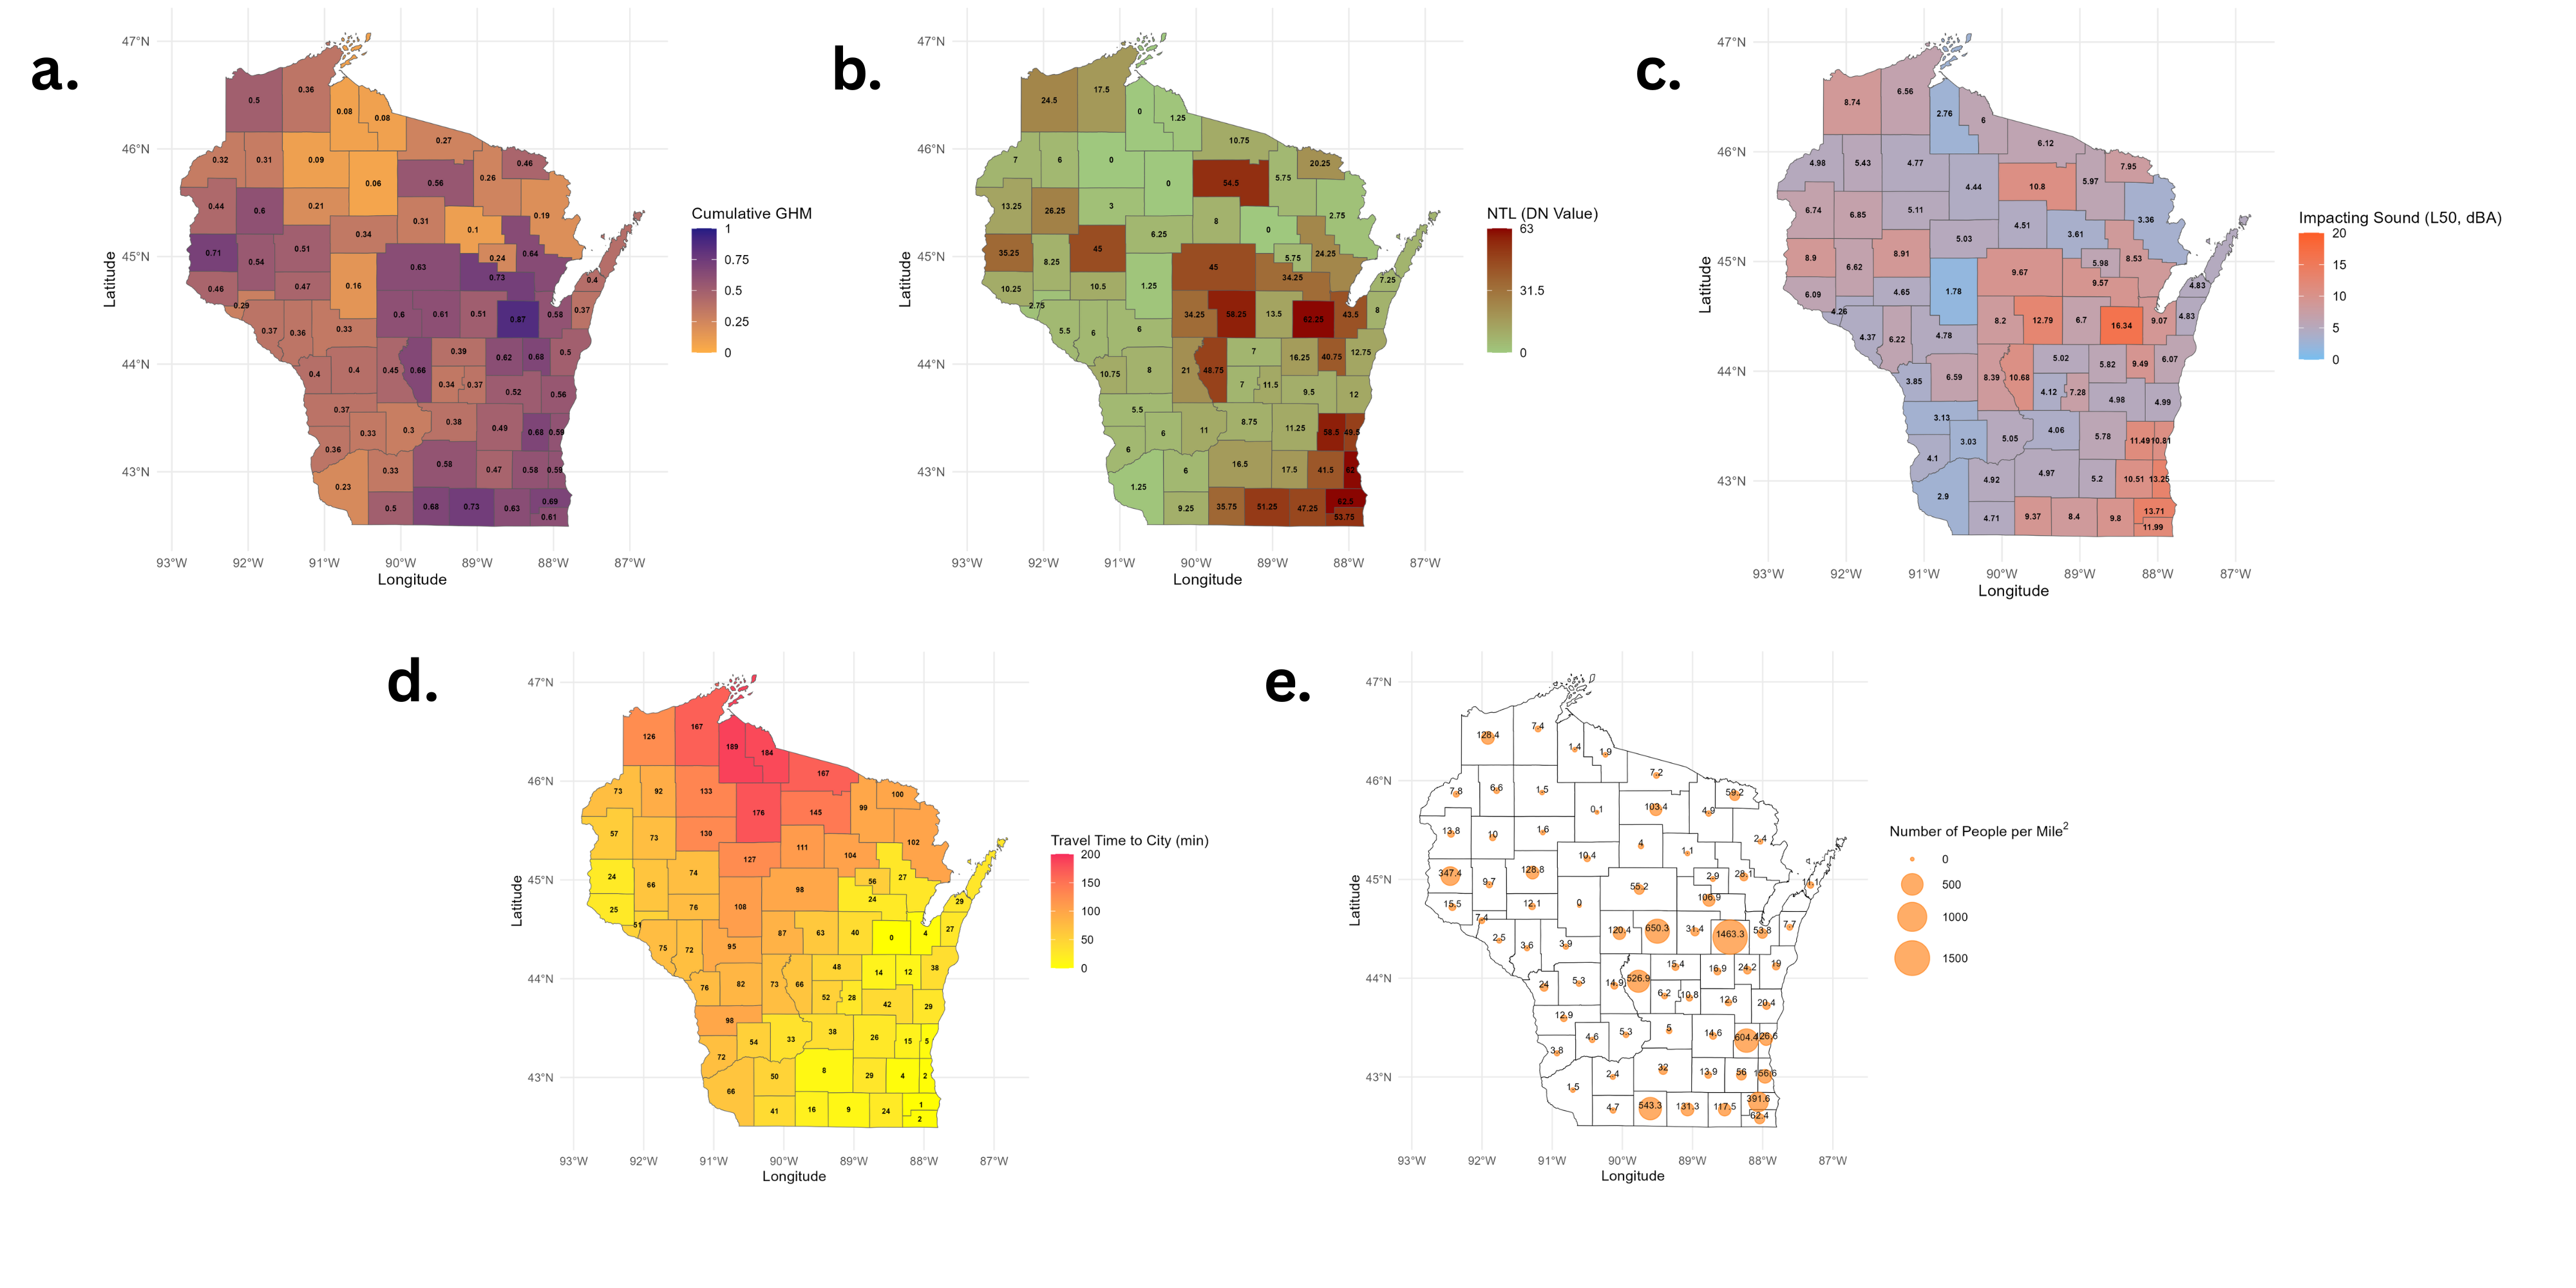 a.
47°N
46°N
45°N
44°N
43°N
93°W 92°W 91°W 90°W 89°W 88°W 87°W
Longitude
Latitude
0.5 0.36 0.08 0.08 0.27
0.32 0.31 0.09 0.06 0.56 0.26 0.46
0.44 0.6 0.21 0.31 0.1 0.19
0.71 0.54 0.51 0.34 0.63 0.24 0.64
0.46 0.29 0.47 0.16 0.73 0.4
0.37 0.36 0.33 0.6 0.61 0.51 0.87 0.58 0.37
0.4 0.4 0.45 0.66 0.39 0.62 0.68 0.5
0.34 0.37 0.52 0.56
0.37 0.33 0.3 0.38 0.49 0.68 0.59
0.36 0.33 0.58 0.47 0.58 0.59
0.23 0.5 0.68 0.73 0.63 0.69
0.61
Cumulative GHM
1
0.75
0.5
0.25
0
b.
47°N
46°N
45°N
44°N
43°N
93°W 92°W 91°W 90°W 89°W 88°W 87°W
Longitude
Latitude
24.5 17.5 0 1.25 10.75
7 6 0 0 54.5 5.75 20.25
13.25 26.25 3 8 0 2.75
35.25 8.25 45 6.25 45 5.75 24.25
10.25 2.75 10.5 1.25 34.25 7.25
5.5 6 6 34.25 58.25 13.5 62.25 43.5 8
10.75 8 21 48.75 7 16.25 40.75 12.75
7 11.5 9.5 12
5.5 6 11 8.75 11.25 58.5 49.5
6 6 16.5 17.5 41.5 62
1.25 9.25 35.75 51.25 47.25 62.5
53.75
NTL (DN Value)
63
31.5
0
c.
47°N
46°N
45°N
44°N
43°N
93°W 92°W 91°W 90°W 89°W 88°W 87°W
Longitude
Latitude
8.74 6.56 2.76 6 6.12
4.98 5.43 4.77 4.44 10.8 5.97 7.95
6.74 6.85 5.11 4.51 3.61 3.36
8.9 6.62 8.91 5.03 9.67 5.98 8.53
6.09 4.26 4.65 1.78 9.57 4.83
4.37 6.22 4.78 8.2 12.79 6.7 16.34 9.07 4.83
3.85 6.59 8.39 10.68 5.02 5.82 9.49 6.07
4.12 7.28 4.98 4.99
3.13 3.03 5.05 4.06 5.78 11.49 10.81
4.1 4.92 4.97 5.2 10.51 13.25
2.9 4.71 9.37 8.4 9.8 13.71
11.99
Impacting Sound (L50, dBA)
20
15
10
5
0
d.
47°N
46°N
45°N
44°N
43°N
93°W 92°W 91°W 90°W 89°W 88°W 87°W
Longitude
Latitude
126 167 189 184 167
73 92 133 176 145 99 100
57 73 130 111 104 102
24 66 74 127 98 56 27
25 51 76 108 24 29
75 72 95 87 63 40 0 4 27
76 82 73 66 48 14 12 38
52 28 42 29
98 54 33 38 26 15 5
72 50 8 29 4 2
66 41 16 9 24 1
2
Travel Time to City (min)
200
150
100
50
0
e.
47°N
46°N
45°N
44°N
43°N
93°W 92°W 91°W 90°W 89°W 88°W 87°W
Longitude
Latitude
128.4 7.4 1.4 1.9 7.2
7.8 6.6 1.5 0.1 103.4 4.9 59.2
13.8 10 1.6 4 1.1 2.4
347.4 9.7 128.8 10.4 55.2 2.9 28.1 11.1
15.5 7.4 12.1 0 106.9
2.5 3.6 3.9 120.4 650.3 31.4 1463.3 53.8 7.7
24 5.3 14.9 526.9 15.4 16.9 24.2 19
6.2 10.8 12.6 20.4
12.9 4.6 5.3 5 14.6 604.4
3.8 2.4 32 13.9 56 156.6
1.5 4.7 543.3 131.3 117.5 391.6
62.4
Number of People per Mile²
0
500
1000
1500